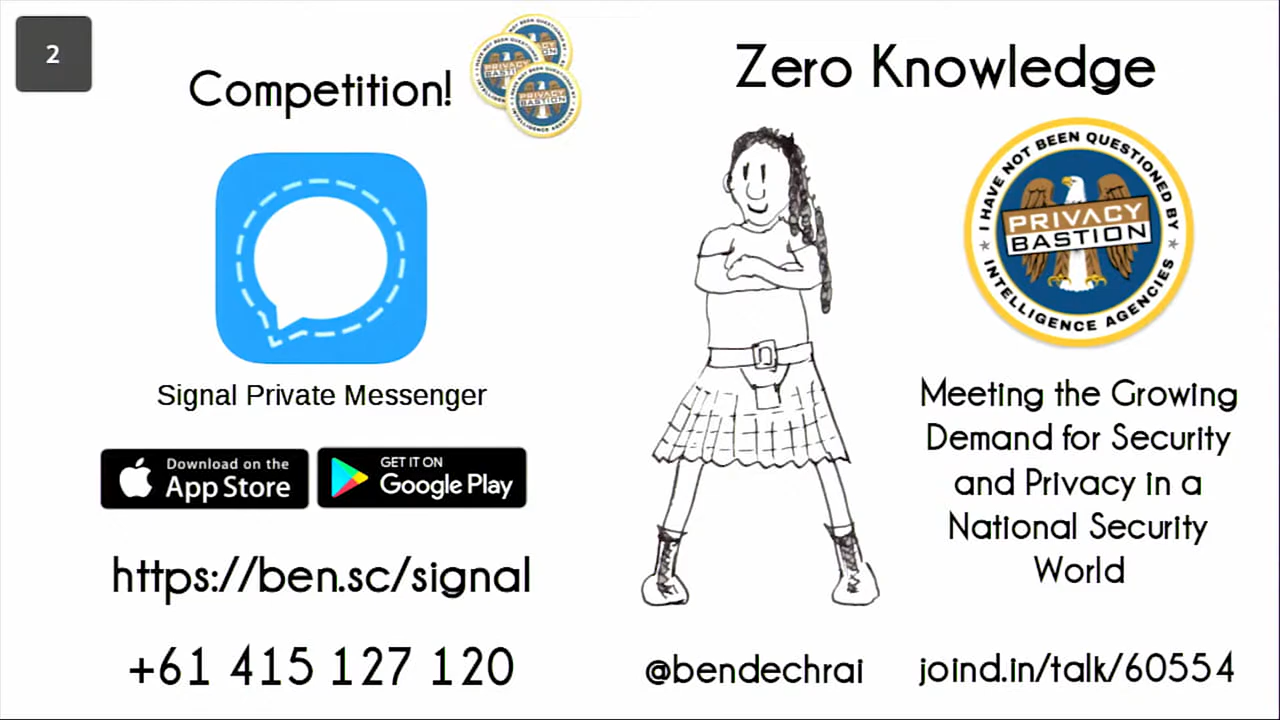 2
Competition!
Zero Knowledge
I HAVE NOT BEEN QUESTIONED BY
PRIVACY
BASTION
INTELLIGENCE AGENCIES
Signal Private Messenger
Download on the
App Store
GET IT ON
Google Play
https://ben.sc/signal
+61 415 127 120
Meeting the Growing
Demand for Security
and Privacy in a
National Security
World
@bendechrai
joind.in/talk/60554